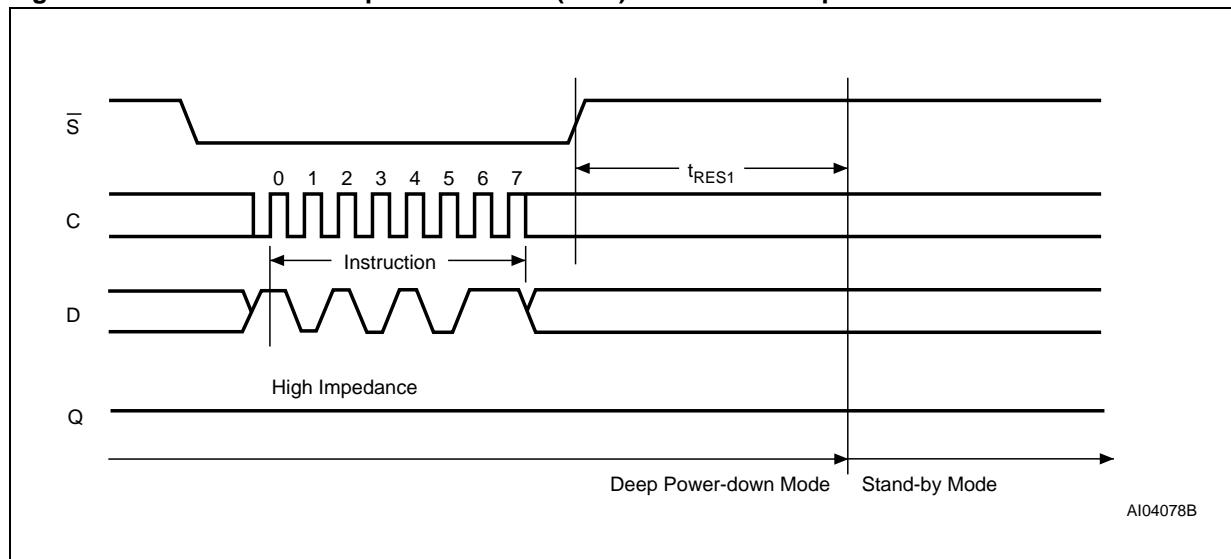 S
t_RES1
0 1 2 3 4 5 6 7
C
Instruction
D
High Impedance
Q
Deep Power-down Mode Stand-by Mode
AI04078B